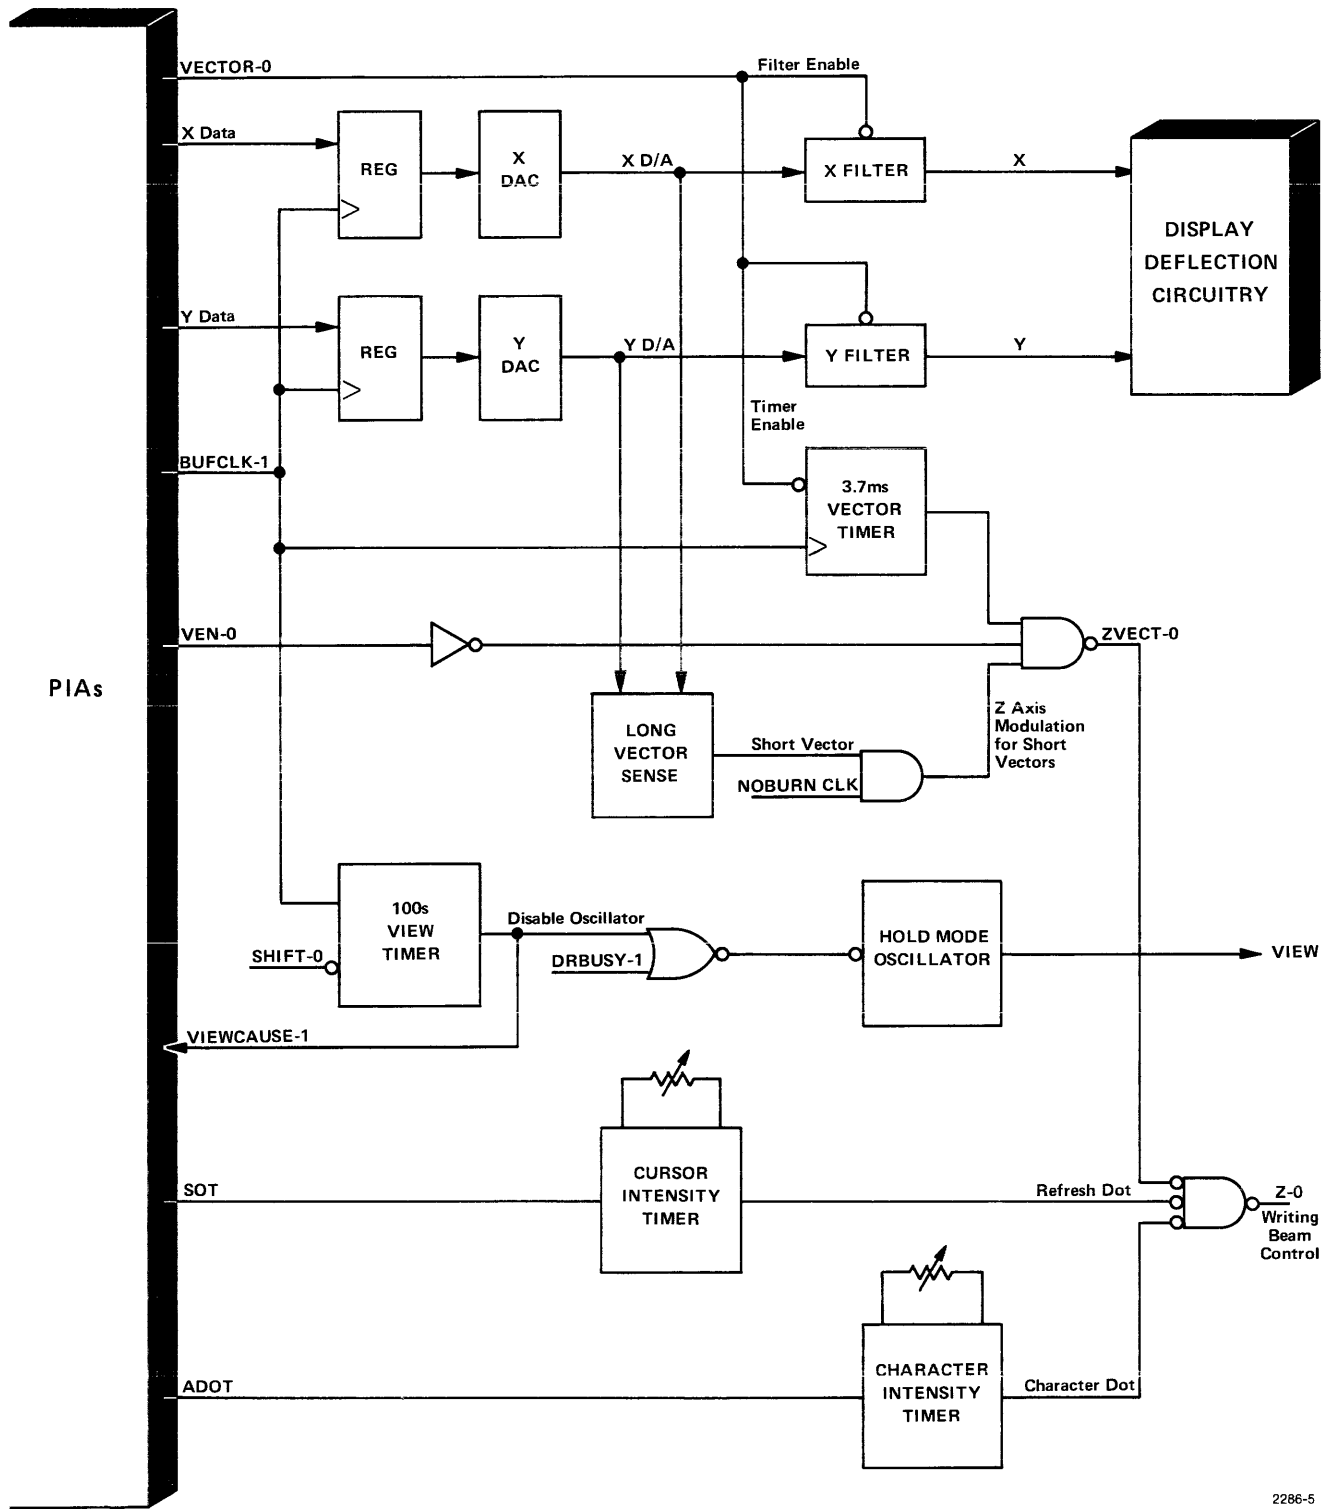 VECTOR-0
Filter Enable
X Data
REG
X
DAC
X D/A
X FILTER
X
DISPLAY
DEFLECTION
CIRCUITRY
Y Data
REG
Y
DAC
Y D/A
Y FILTER
Y
Timer
Enable
BUFCLK-1
3.7ms
VECTOR
TIMER
VEN-0
ZVECT-0
PIAs
LONG
VECTOR
SENSE
Short Vector
NOBURN CLK
Z Axis
Modulation
for Short
Vectors
100s
VIEW
TIMER
SHIFT-0
Disable Oscillator
DRBUSY-1
HOLD MODE
OSCILLATOR
VIEW
VIEWCAUSE-1
CURSOR
INTENSITY
TIMER
SOT
Refresh Dot
Z-0
Writing
Beam
Control
CHARACTER
INTENSITY
TIMER
ADOT
Character Dot
2286-5